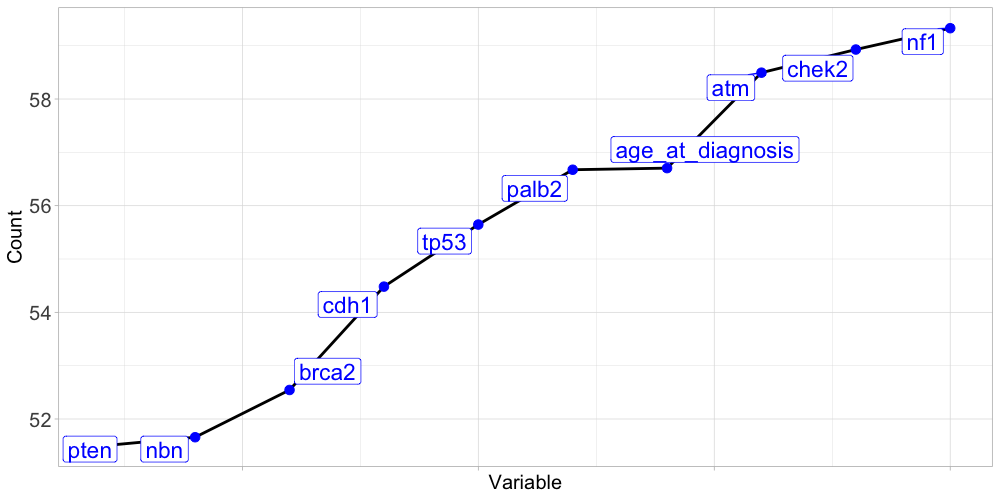 nf1
chek2
58
atm
age_at_diagnosis
56
palb2
tp53
54
cdh1
brca2
52
pten
nbn
Count
Variable